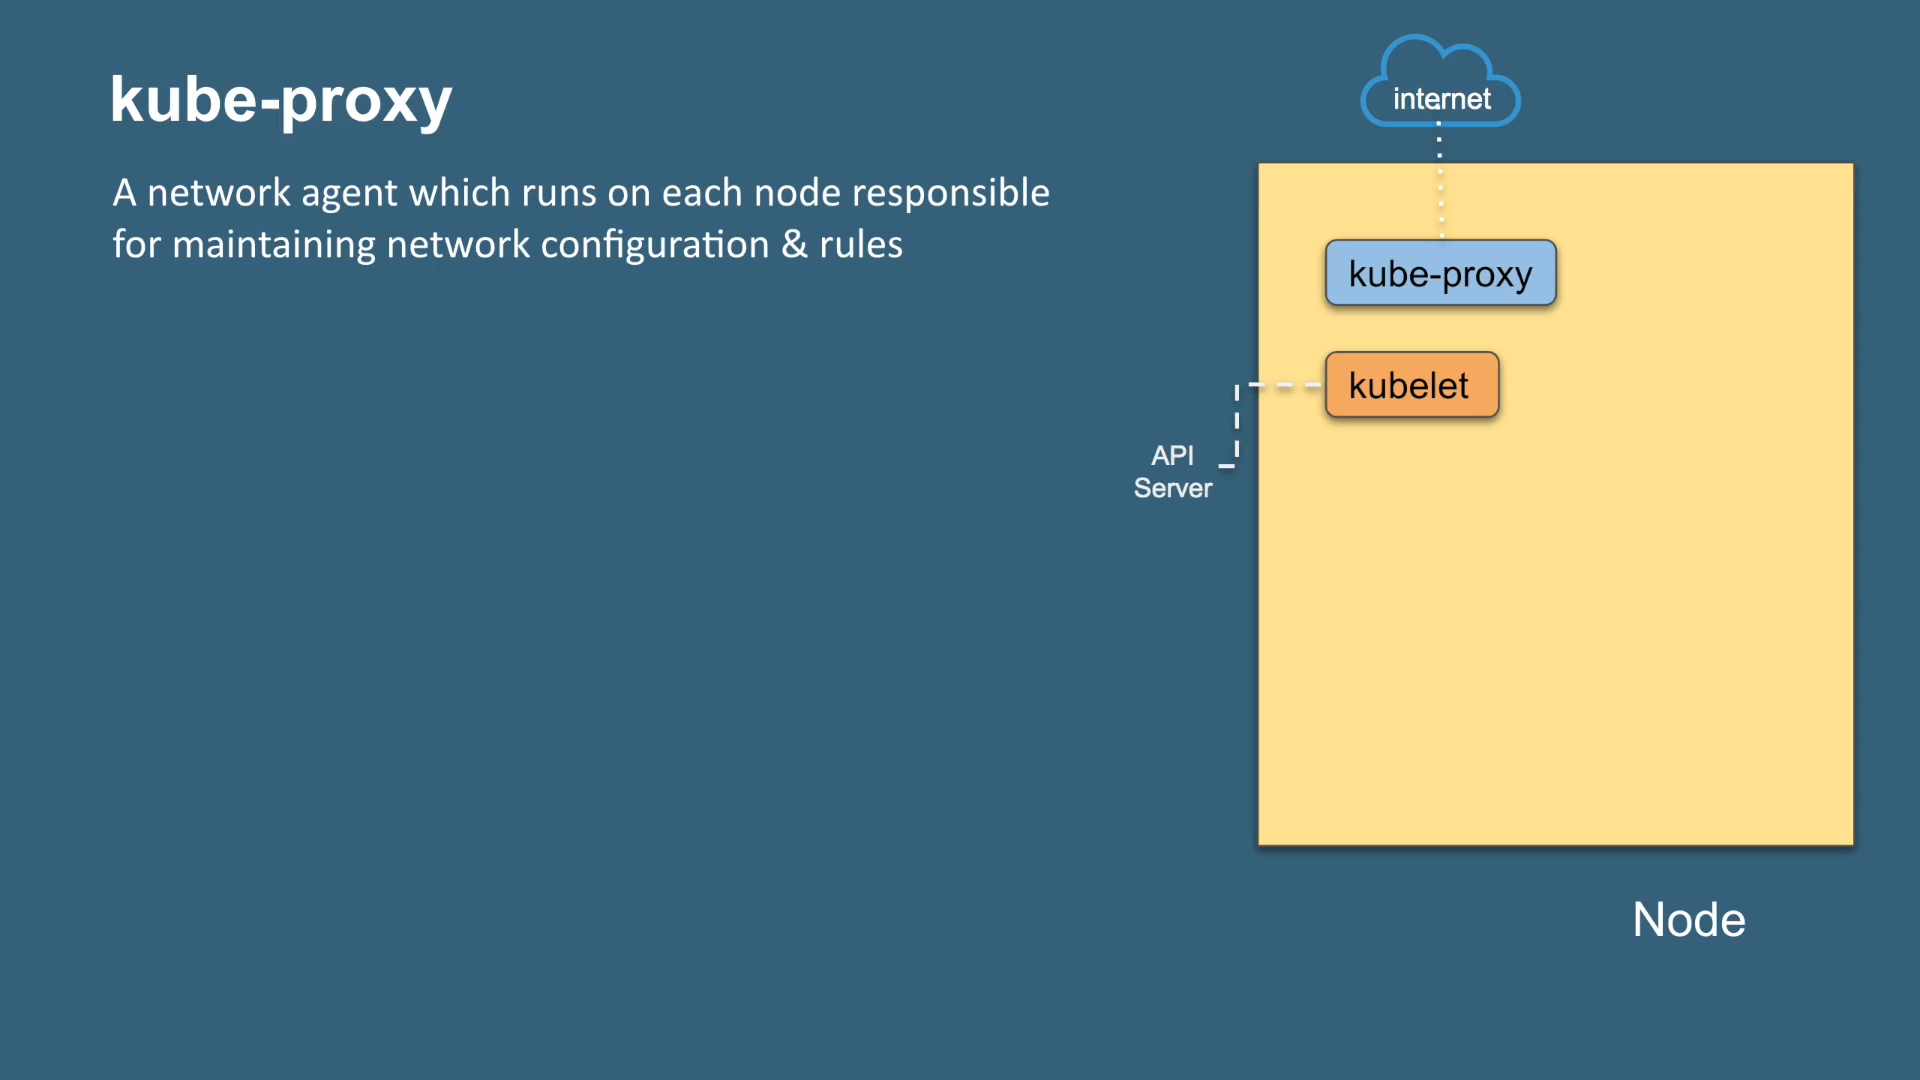 kube-proxy
A network agent which runs on each node responsible
for maintaining network configuration & rules
internet
kube-proxy
kubelet
API
Server
Node